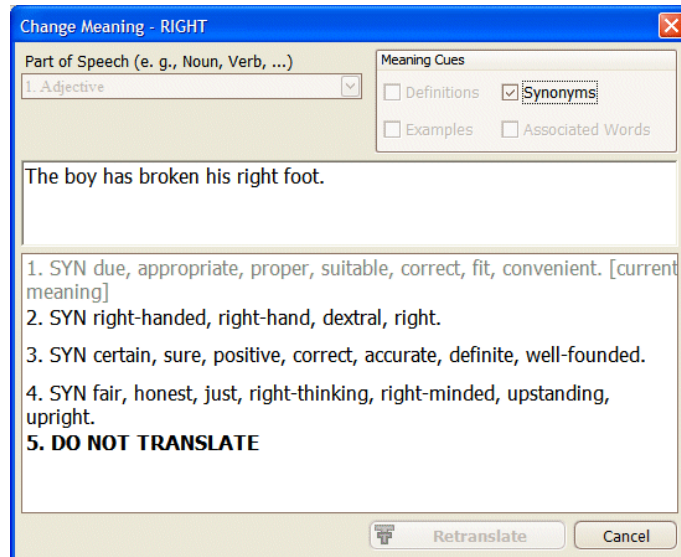 Change Meaning - RIGHT
Part of Speech (e. g., Noun, Verb, ...)
1. Adjective
Meaning Cues
Definitions
Synonyms
Examples
Associated Words
The boy has broken his right foot.
1. SYN due, appropriate, proper, suitable, correct, fit, convenient. [current
meaning]
2. SYN right-handed, right-hand, dextral, right.
3. SYN certain, sure, positive, correct, accurate, definite, well-founded.
4. SYN fair, honest, just, right-thinking, right-minded, upstanding,
upright.
5. DO NOT TRANSLATE
Retranslate
Cancel